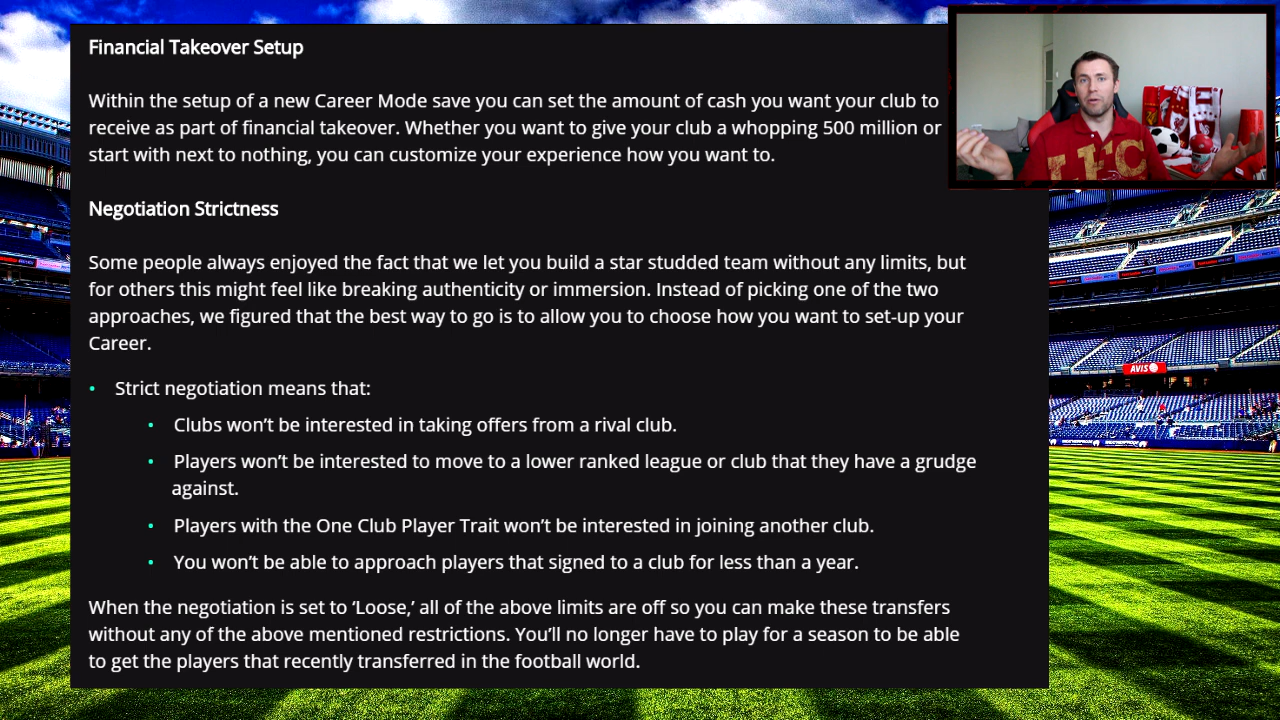 Financial Takeover Setup
Within the setup of a new Career Mode save you can set the amount of cash you want your club to
receive as part of financial takeover. Whether you want to give your club a whopping 500 million or
start with next to nothing, you can customize your experience how you want to.
Negotiation Strictness
Some people always enjoyed the fact that we let you build a star studded team without any limits, but
for others this might feel like breaking authenticity or immersion. Instead of picking one of the two
approaches, we figured that the best way to go is to allow you to choose how you want to set-up your
Career.
• Strict negotiation means that:
• Clubs won’t be interested in taking offers from a rival club.
• Players won’t be interested to move to a lower ranked league or club that they have a grudge
against.
• Players with the One Club Player Trait won’t be interested in joining another club.
• You won’t be able to approach players that signed to a club for less than a year.
When the negotiation is set to ‘Loose,’ all of the above limits are off so you can make these transfers
without any of the above mentioned restrictions. You’ll no longer have to play for a season to be able
to get the players that recently transferred in the football world.
LFC
AVIS